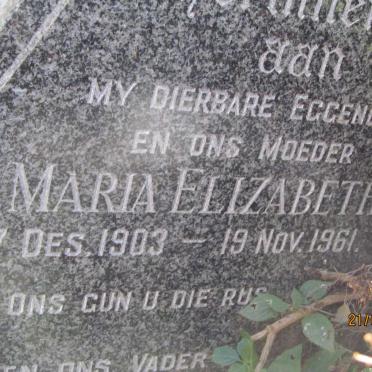 aan
MY DIERBARE EGGEN
EN ONS MOEDER
MARIA ELIZABETH
DES. 1903 — 19 NOV. 1961.
ONS GUN U DIE RUS
ONS VADER
21/